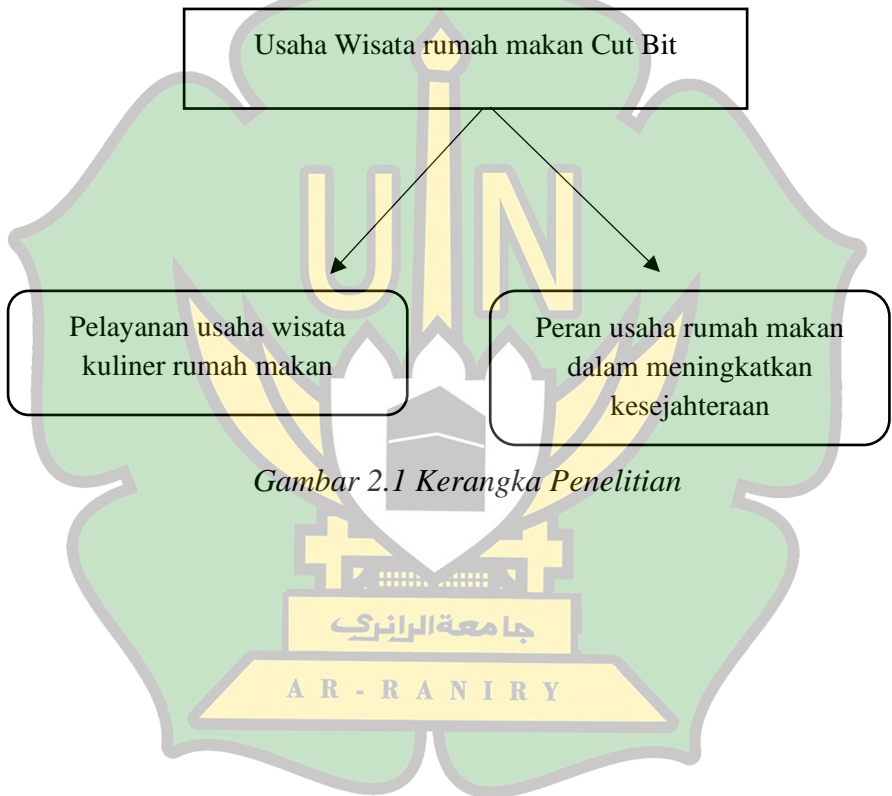 Usaha Wisata rumah makan Cut Bit
UIN
Pelayanan usaha wisata
kuliner rumah makan
Peran usaha rumah makan
dalam meningkatkan
kesejahteraan
Gambar 2.1 Kerangka Penelitian
جامعة الرانري
AR-RANIRY